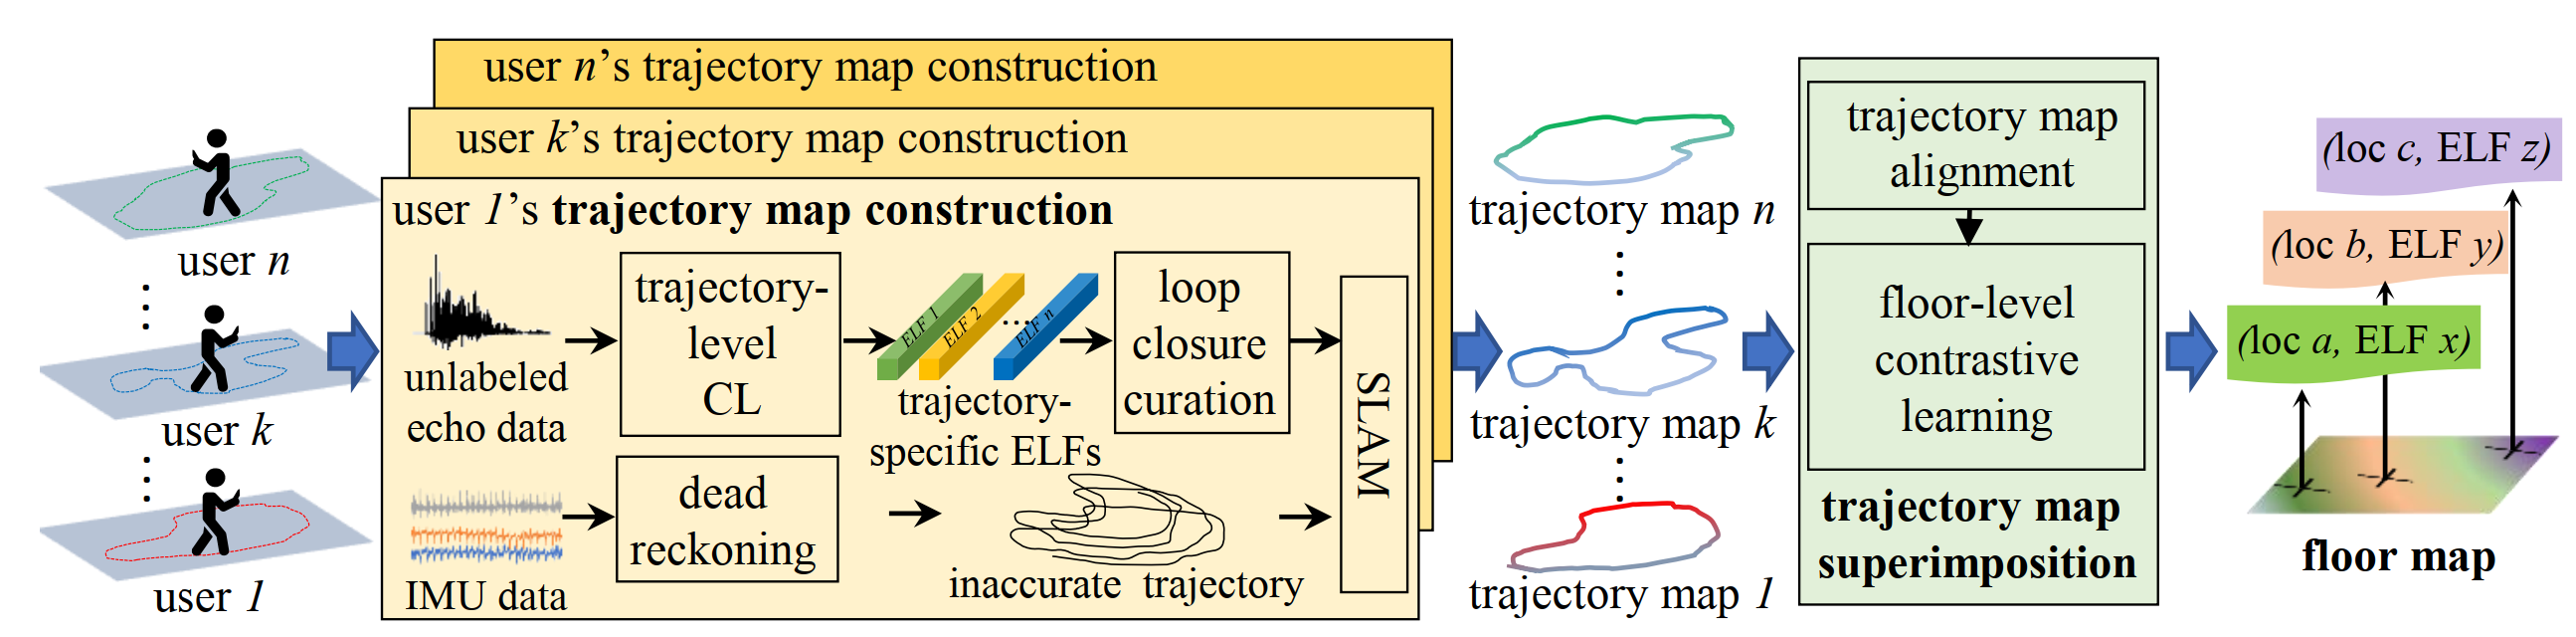 user n
⋮
user k
⋮
user 1
user n’s trajectory map construction
user k’s trajectory map construction
user 1’s trajectory map construction
unlabeled
echo data
trajectory-
level
CL
ELF 1
ELF 2
...
ELF n
trajectory-
specific ELFs
loop
closure
curation
IMU data
dead
reckoning
inaccurate trajectory
SLAM
trajectory map n
⋮
trajectory map k
⋮
trajectory map 1
trajectory map
alignment
floor-level
contrastive
learning
trajectory map
superimposition
(loc c, ELF z)
(loc b, ELF y)
(loc a, ELF x)
floor map